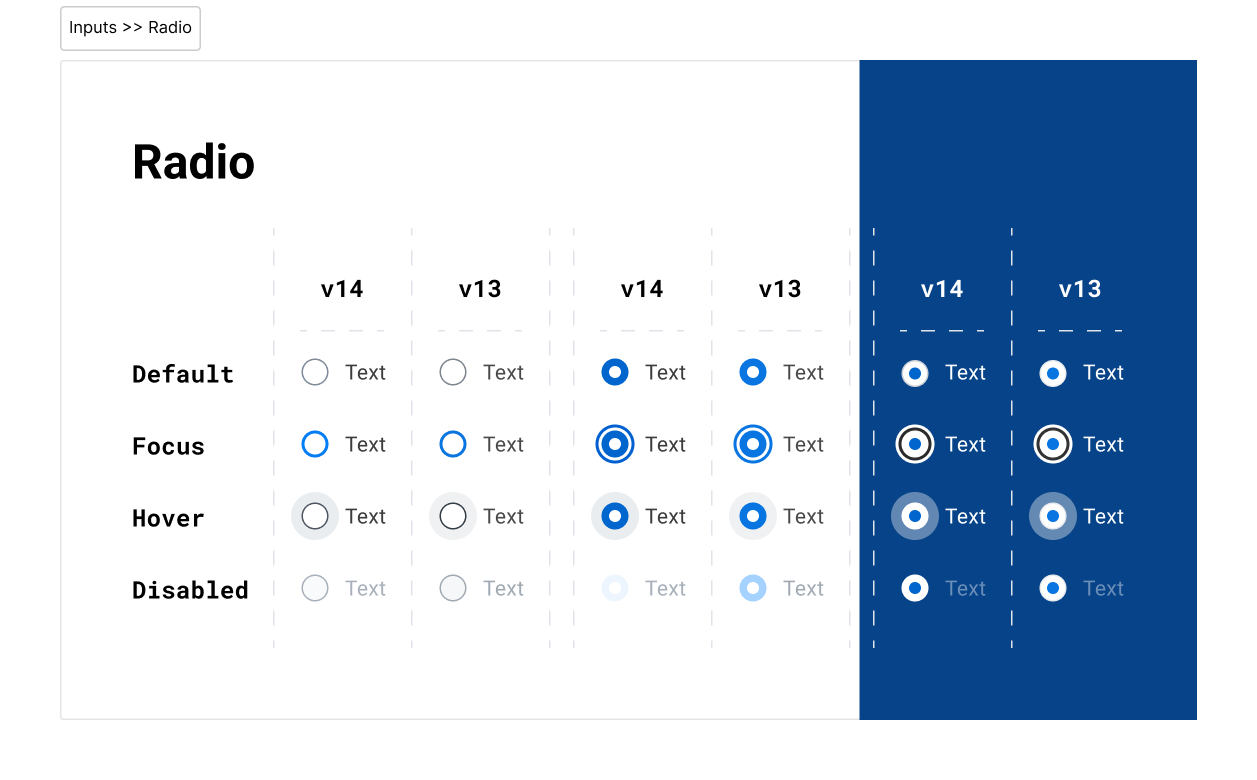 Inputs >> Radio
Radio
v14 v13 v14 v13 v14 v13
Default Text Text Text Text Text Text
Focus Text Text Text Text Text Text
Hover Text Text Text Text Text Text
Disabled Text Text Text Text Text Text